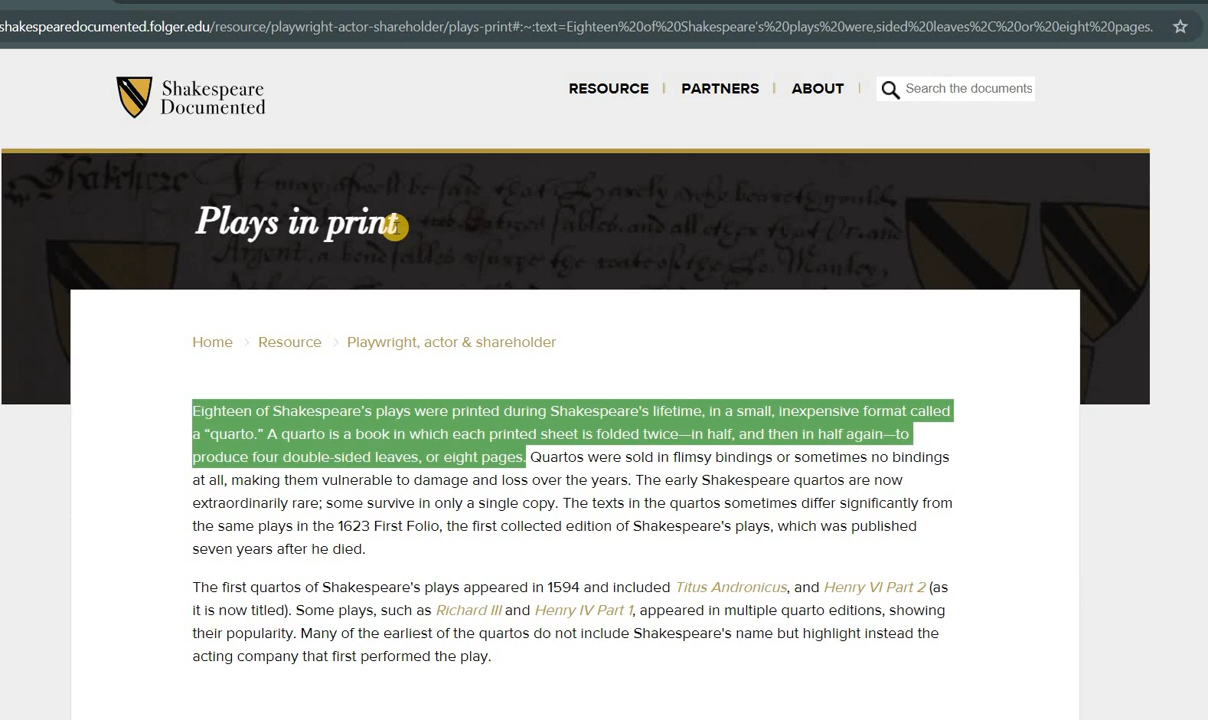 shakespearedocumented.folger.edu/resource/playwright-actor-shareholder/plays-print#:~:text=Eighteen%20of%20Shakespeare's%20plays%20were,sided%20leaves%2C%20or%20eight%20pages.
Shakespeare
Documented
RESOURCE | PARTNERS | ABOUT | Search the documents
Plays in print
Home > Resource > Playwright, actor & shareholder
Eighteen of Shakespeare's plays were printed during Shakespeare's lifetime, in a small, inexpensive format called
a “quarto.” A quarto is a book in which each printed sheet is folded twice—in half, and then in half again—to
produce four double-sided leaves, or eight pages. Quartos were sold in flimsy bindings or sometimes no bindings
at all, making them vulnerable to damage and loss over the years. The early Shakespeare quartos are now
extraordinarily rare; some survive in only a single copy. The texts in the quartos sometimes differ significantly from
the same plays in the 1623 First Folio, the first collected edition of Shakespeare's plays, which was published
seven years after he died.
The first quartos of Shakespeare's plays appeared in 1594 and included Titus Andronicus, and Henry VI Part 2 (as
it is now titled). Some plays, such as Richard III and Henry IV Part 1, appeared in multiple quarto editions, showing
their popularity. Many of the earliest of the quartos do not include Shakespeare's name but highlight instead the
acting company that first performed the play.